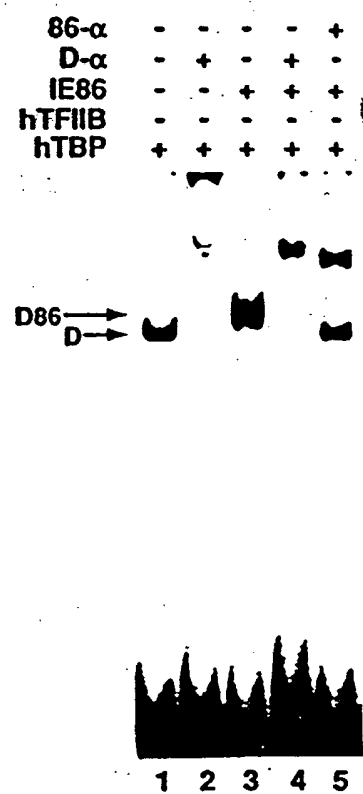 86-α - - - - +
D-α - + - + -
IE86 - - + + +
hTFIIB - - - - -
hTBP + + + + +
D86
D
1 2 3 4 5